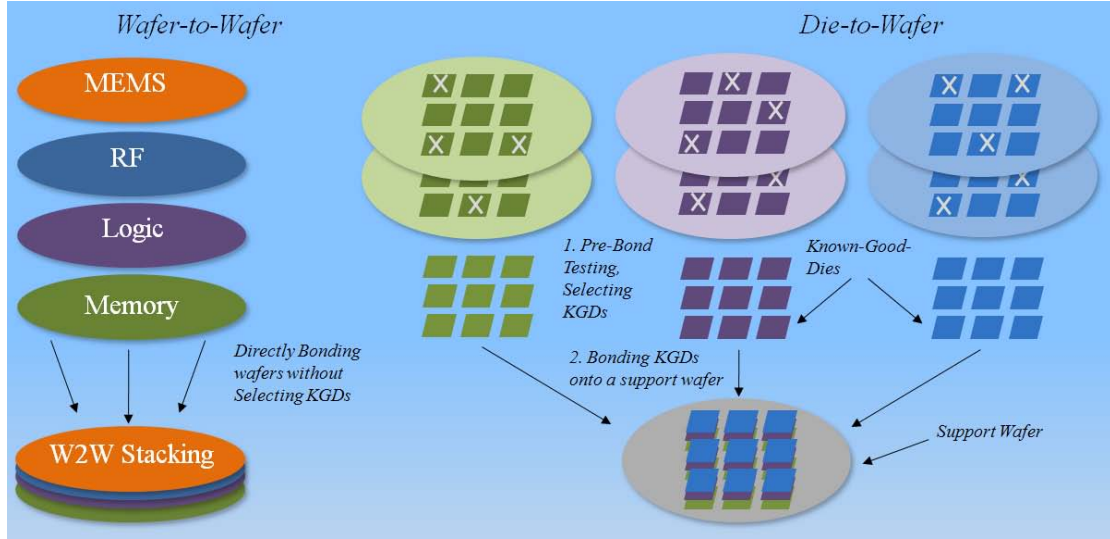 Wafer-to-Wafer
MEMS
RF
Logic
Memory
Directly Bonding
wafers without
Selecting KGDs
W2W Stacking
Die-to-Wafer
X
X
X
X
X
X
X
X
X
X
X
X
X
X
1. Pre-Bond
Testing,
Selecting
KGDs
Known-Good-
Dies
2. Bonding KGDs
onto a support wafer
Support Wafer